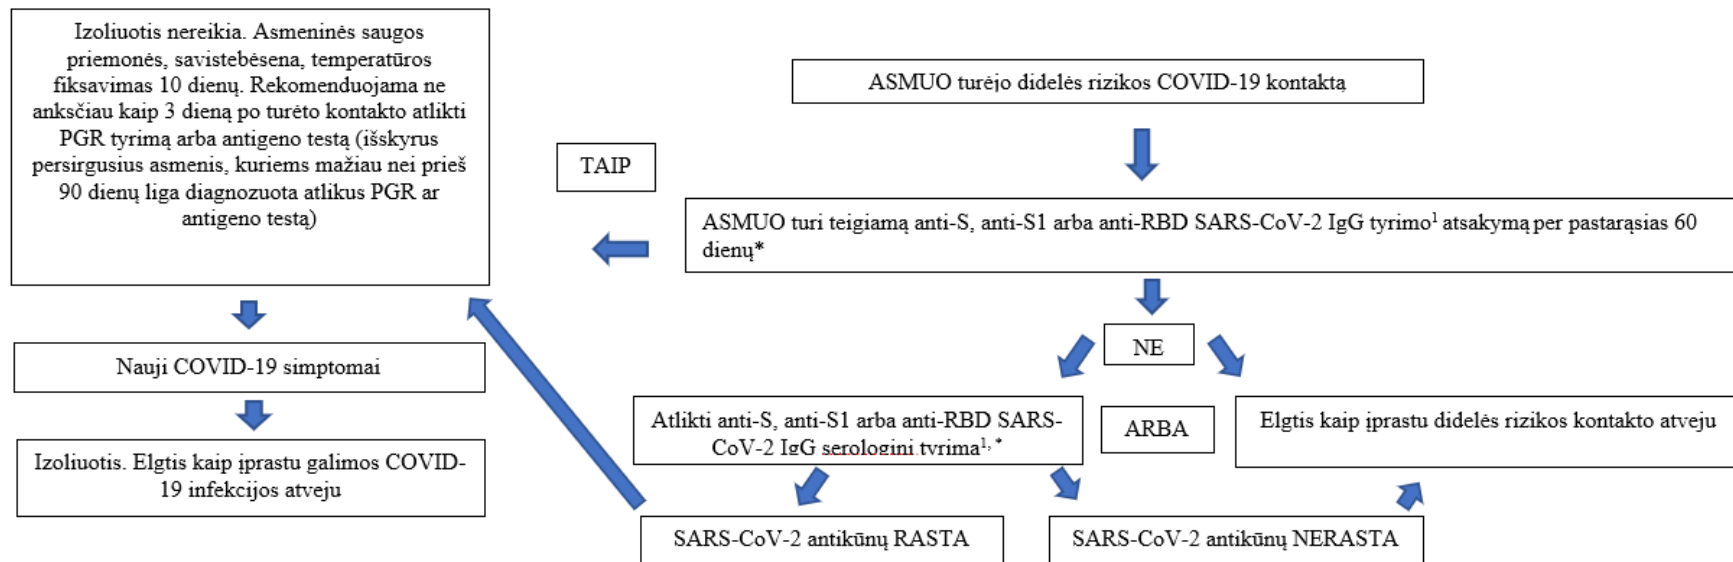 Izoliuotis nereikia. Asmeninės saugos
priemonės, savistebėsena, temperatūros
fiksavimas 10 dienų. Rekomenduojama ne
anksčiau kaip 3 dieną po turėto kontakto atlikti
PGR tyrimą arba antigeno testą (išskyrus
persirgusius asmenis, kuriems mažiau nei prieš
90 dienų liga diagnozuota atlikus PGR ar
antigeno testą)
ASMUO turėjo didelės rizikos COVID-19 kontaktą
TAIP
ASMUO turi teigiamą anti-S, anti-S1 arba anti-RBD SARS-CoV-2 IgG tyrimo¹ atsakymą per pastarąsias 60
dienų*
NE
Nauji COVID-19 simptomai
Atlikti anti-S, anti-S1 arba anti-RBD SARS-
CoV-2 IgG serologinį tyrimą¹, *
ARBA
Elgtis kaip įprastu didelės rizikos kontakto atveju
Izoliuotis. Elgtis kaip įprastu galimos COVID-
19 infekcijos atveju
SARS-CoV-2 antikūnų RASTA
SARS-CoV-2 antikūnų NERASTA